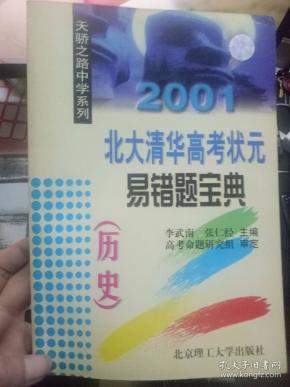 天骄之路中学系列
2001
北大清华高考状元
易错题宝典
(历史)
李武南 张仁经 主编
高考命题研究组 审定
北京理工大学出版社